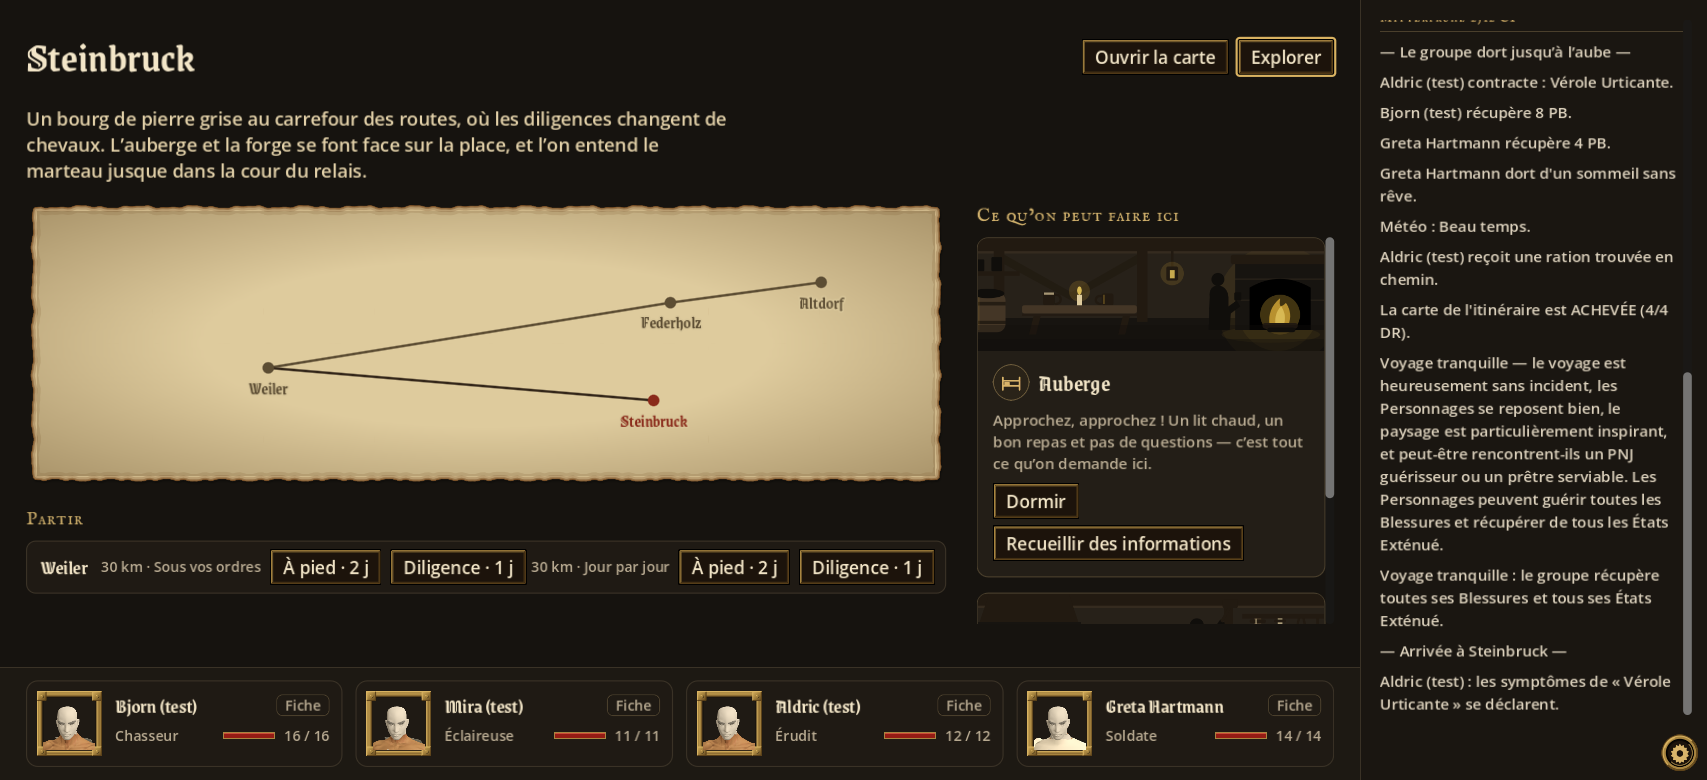 Steinbruck
Ouvrir la carte
Explorer
Un bourg de pierre grise au carrefour des routes, où les diligences changent de
chevaux. L’auberge et la forge se font face sur la place, et l’on entend le
marteau jusque dans la cour du relais.
Altdorf
Federholz
Weiler
Steinbruck
Partir
Weiler 30 km · Sous vos ordres À pied · 2 j Diligence · 1 j 30 km · Jour par jour À pied · 2 j Diligence · 1 j
Ce qu’on peut faire ici
Auberge
Approchez, approchez ! Un lit chaud, un
bon repas et pas de questions — c’est tout
ce qu’on demande ici.
Dormir
Recueillir des informations
Bjorn (test) Fiche
Chasseur 16 / 16
Mira (test) Fiche
Éclaireuse 11 / 11
Aldric (test) Fiche
Érudit 12 / 12
Greta Hartmann Fiche
Soldate 14 / 14
— Le groupe dort jusqu’à l’aube —
Aldric (test) contracte : Vérole Urticante.
Bjorn (test) récupère 8 PB.
Greta Hartmann récupère 4 PB.
Greta Hartmann dort d'un sommeil sans
rêve.
Météo : Beau temps.
Aldric (test) reçoit une ration trouvée en
chemin.
La carte de l'itinéraire est ACHEVÉE (4/4
DR).
Voyage tranquille — le voyage est
heureusement sans incident, les
Personnages se reposent bien, le
paysage est particulièrement inspirant,
et peut-être rencontrent-ils un PNJ
guérisseur ou un prêtre serviable. Les
Personnages peuvent guérir toutes les
Blessures et récupérer de tous les États
Exténué.
Voyage tranquille : le groupe récupère
toutes ses Blessures et tous ses États
Exténué.
— Arrivée à Steinbruck —
Aldric (test) : les symptômes de « Vérole
Urticante » se déclarent.